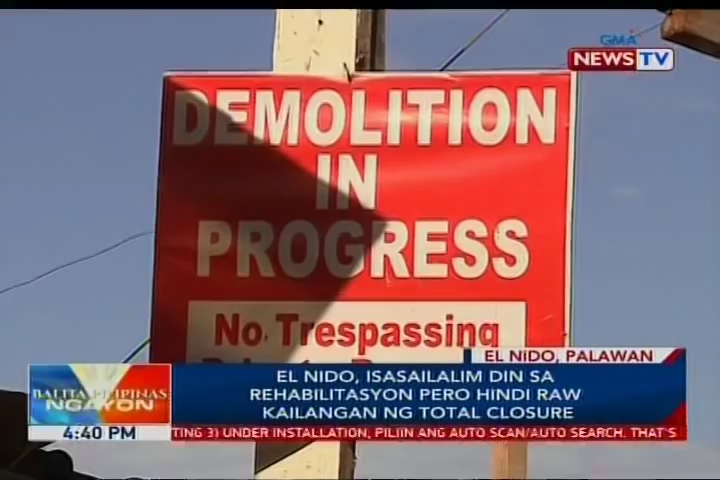 GMA
NEWS TV
DEMOLITION
IN
PROGRESS
No Trespassing
EL NIDO, PALAWAN
BALITA PILIPINAS
NGAYON
EL NIDO, ISASAILALIM DIN SA
REHABILITASYON PERO HINDI RAW
KAILANGAN NG TOTAL CLOSURE
4:40 PM
TING 3) UNDER INSTALLATION, PILIIN ANG AUTO SCAN/AUTO SEARCH. THAT'S